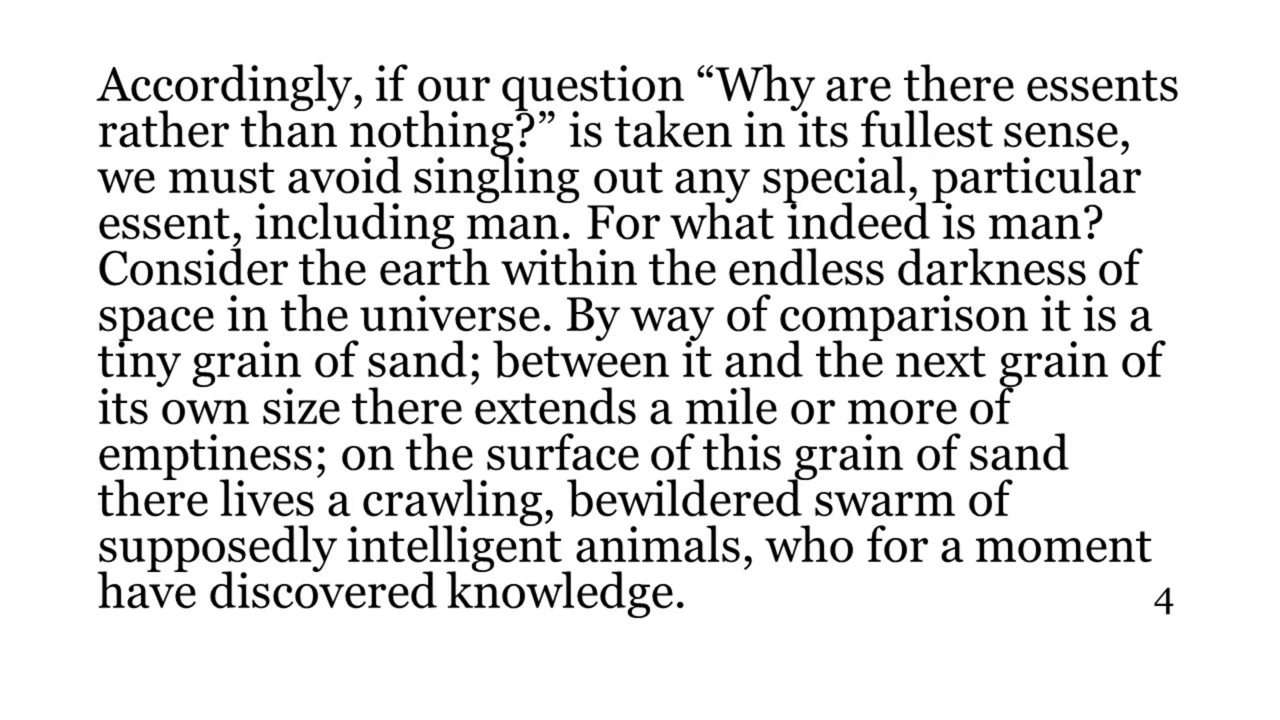 Accordingly, if our question “Why are there essents
rather than nothing?” is taken in its fullest sense,
we must avoid singling out any special, particular
essent, including man. For what indeed is man?
Consider the earth within the endless darkness of
space in the universe. By way of comparison it is a
tiny grain of sand; between it and the next grain of
its own size there extends a mile or more of
emptiness; on the surface of this grain of sand
there lives a crawling, bewildered swarm of
supposedly intelligent animals, who for a moment
have discovered knowledge.
4